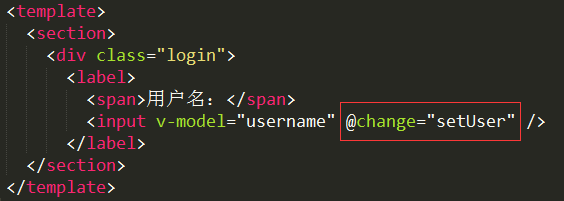 <template>
<section>
<div class="login">
<label>
<span>用户名：</span>
<input v-model="username" @change="setUser" />
</label>
</section>
</template>